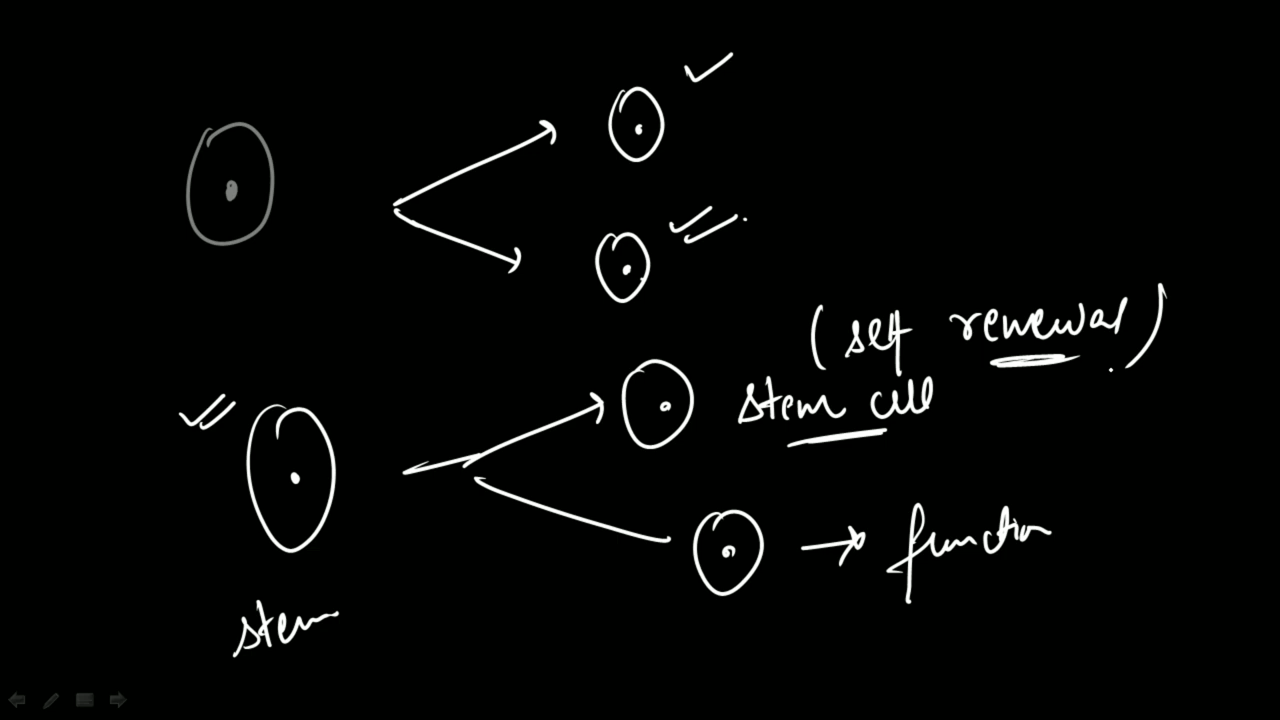 (self renewal)
stem cell
function
stem